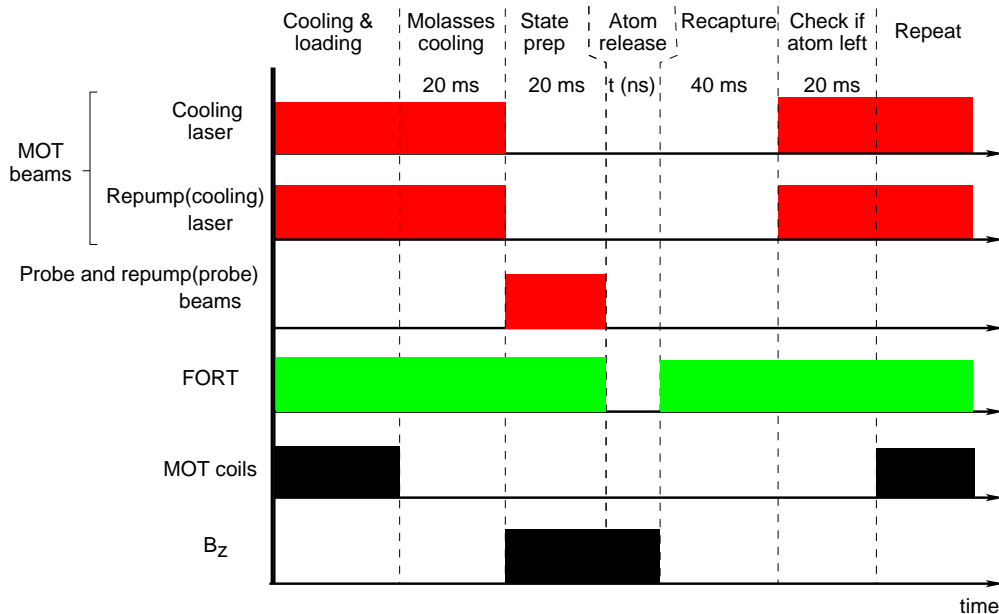 Cooling &
loading
Molasses
cooling
State
prep
Atom
release
Recapture
Check if
atom left
Repeat
20 ms
20 ms
t (ns)
40 ms
20 ms
MOT
beams
Cooling
laser
Repump(cooling)
laser
Probe and repump(probe)
beams
FORT
MOT coils
Bz
time